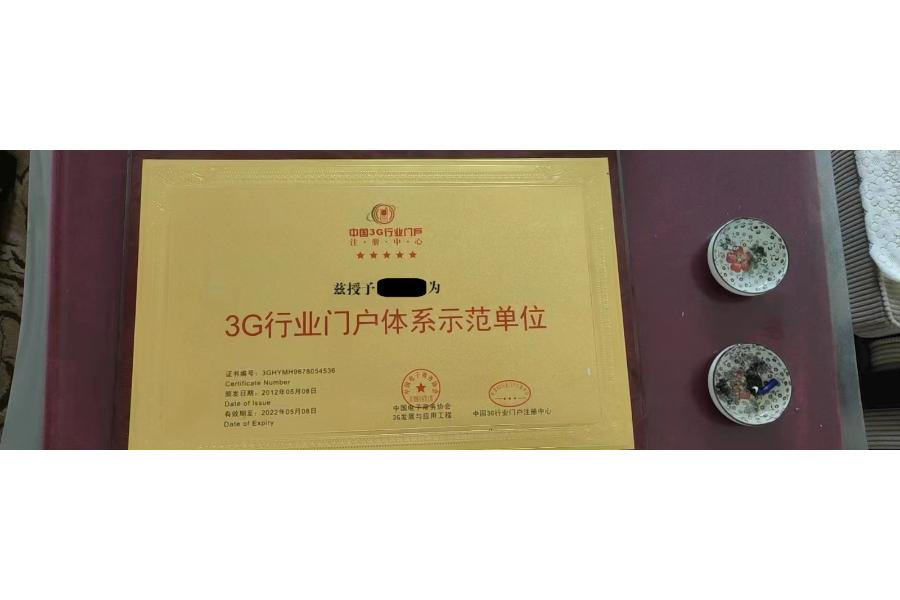 中国3G行业门户
注·册·中·心
兹授予 为
3G行业门户体系示范单位
证书编号：3GHYMH9678054536
Certificate Number
颁发日期：2012年05月08日
Date of Issue
有效期至：2022年05月08日
Date of Expiry
中国电子商务协会
3G发展与应用工程
中国3G行业门户注册中心